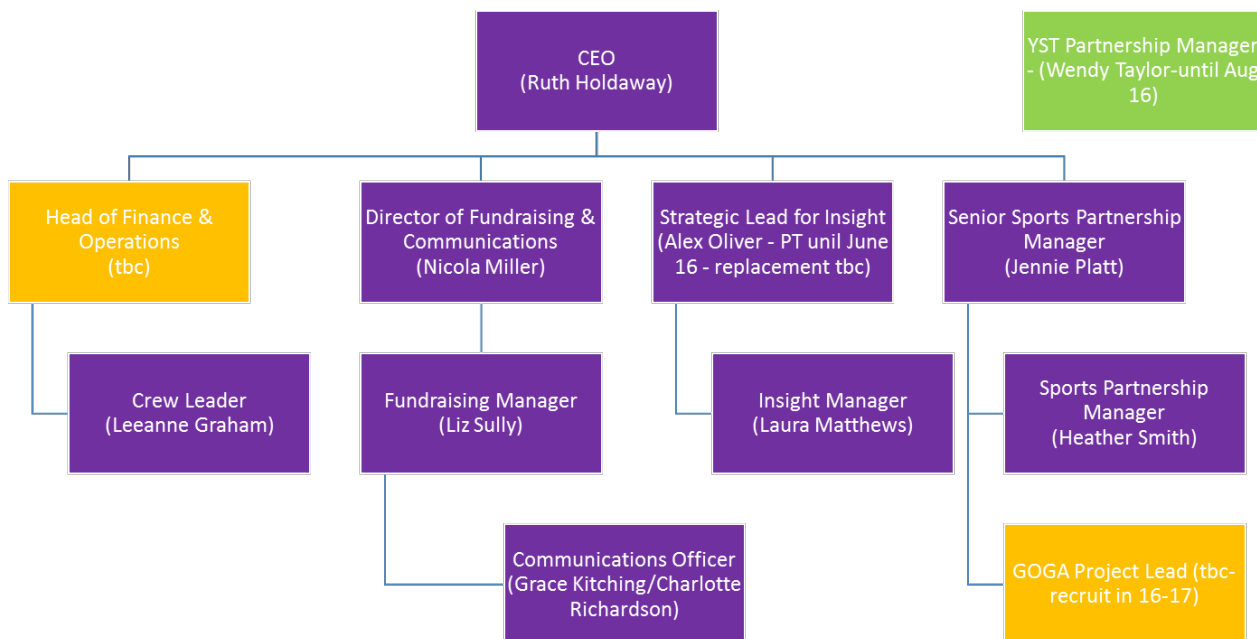 CEO
(Ruth Holdaway)
YST Partnership Manager
- (Wendy Taylor-until Aug
16)
Head of Finance &
Operations
(tbc)
Director of Fundraising &
Communications
(Nicola Miller)
Strategic Lead for Insight
(Alex Oliver - PT unil June
16 - replacement tbc)
Senior Sports Partnership
Manager
(Jennie Platt)
Crew Leader
(Leeanne Graham)
Fundraising Manager
(Liz Sully)
Insight Manager
(Laura Matthews)
Sports Partnership
Manager
(Heather Smith)
Communications Officer
(Grace Kitching/Charlotte
Richardson)
GOGA Project Lead (tbc-
recruit in 16-17)